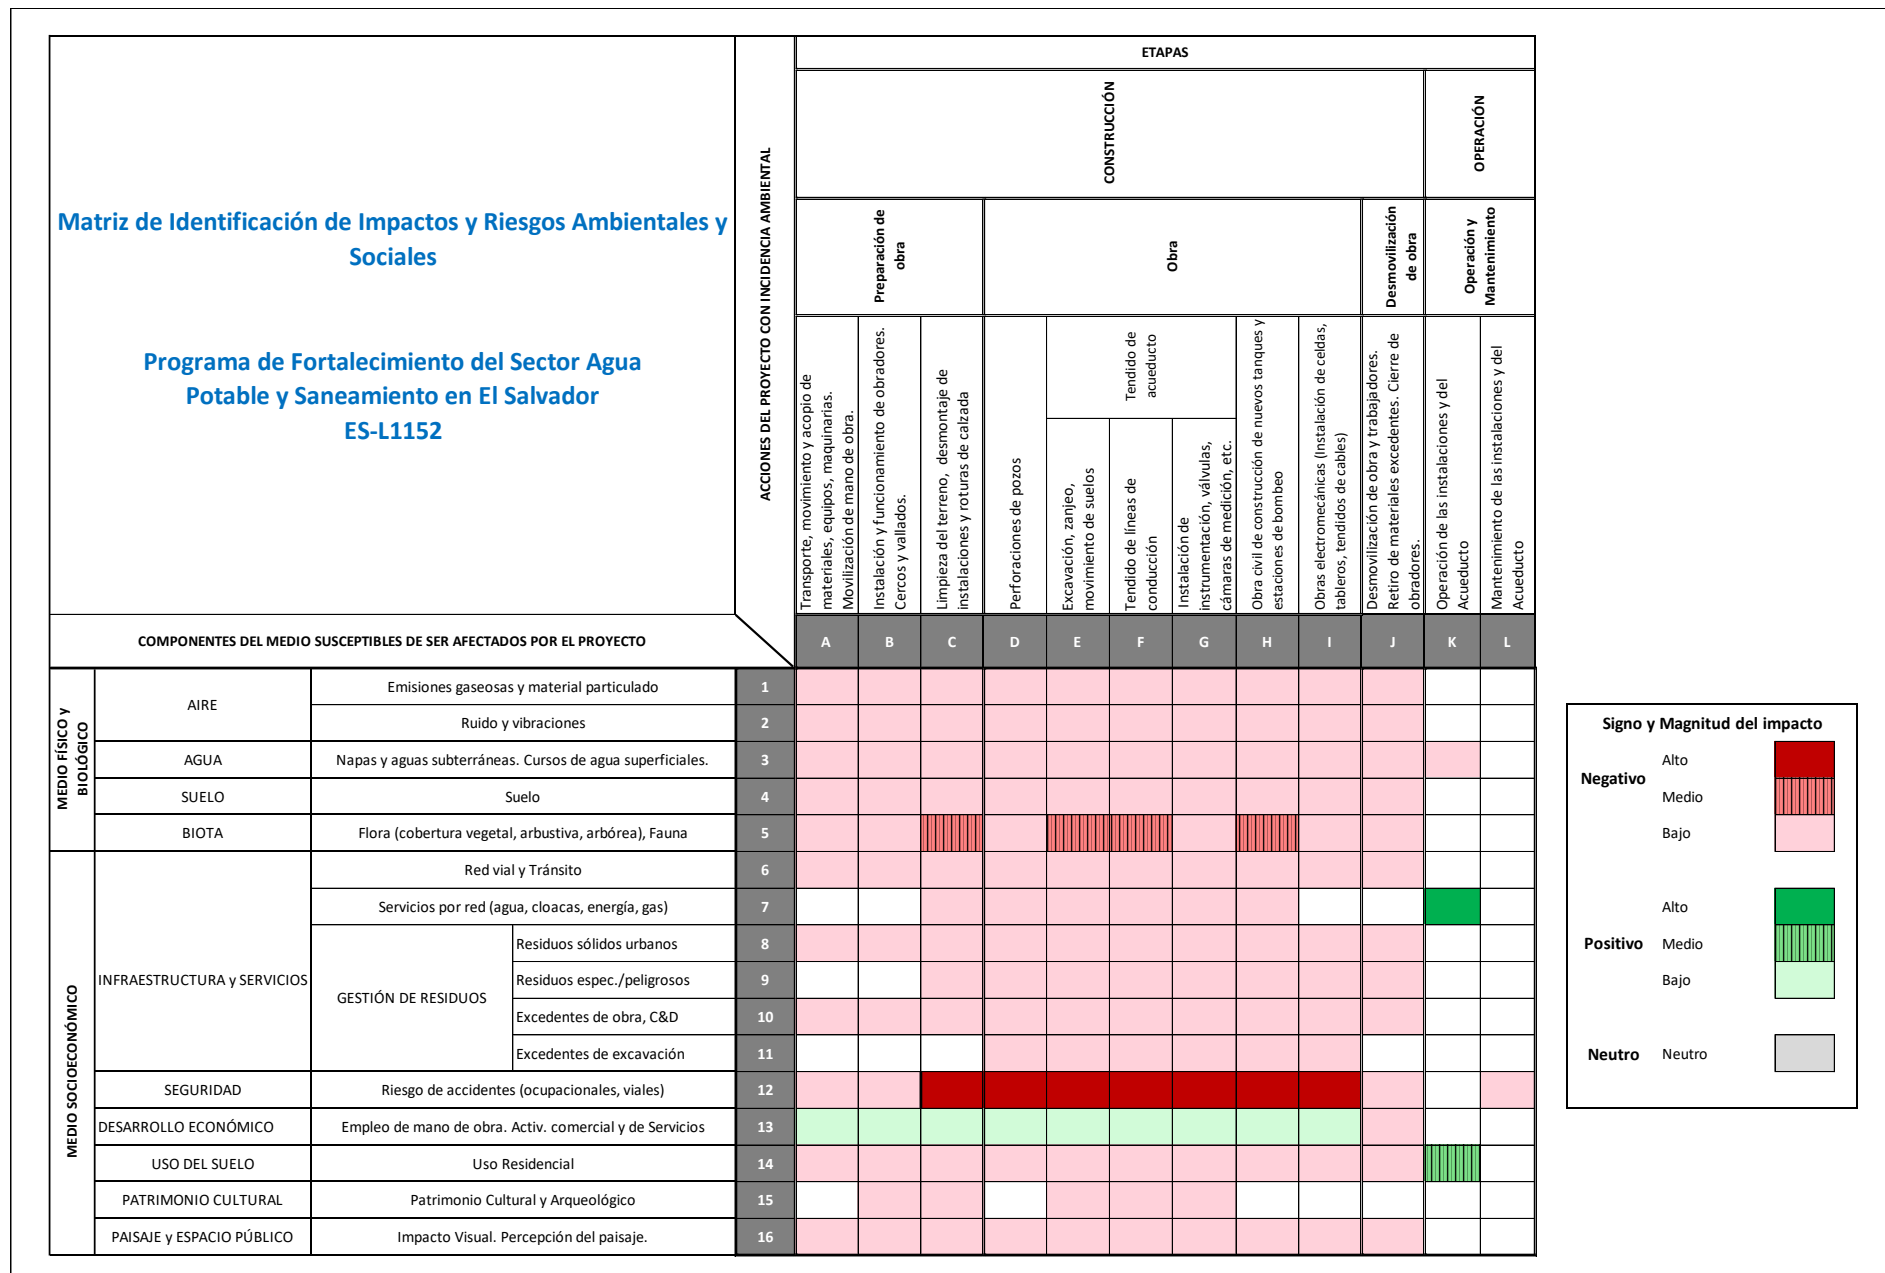 Matriz de Identificación de Impactos y Riesgos Ambientales y
Sociales
Programa de Fortalecimiento del Sector Agua
Potable y Saneamiento en El Salvador
ES-L1152
ACCIONES DEL PROYECTO CON INCIDENCIA AMBIENTAL
ETAPAS
CONSTRUCCIÓN
OPERACIÓN
Preparación de
obra
Obra
Desmovilización
de obra
Operación y
Mantenimiento
Transporte, movimiento y acopio de
materiales, equipos, maquinarias.
Movilización de mano de obra.
Instalación y funcionamiento de obradores.
Cercos y vallados.
Limpieza del terreno, desmontaje de
instalaciones y roturas de calzada
Perforaciones de pozos
Tendido de
acueducto
Excavación, zanjeo,
movimiento de suelos
Tendido de líneas de
conducción
Instalación de
instrumentación, válvulas,
cámaras de medición, etc.
Obra civil de construcción de nuevos tanques y
estaciones de bombeo
Obras electromecánicas (Instalación de celdas,
tableros, tendidos de cables)
Desmovilización de obra y trabajadores.
Retiro de materiales excedentes. Cierre de
obradores.
Operación de las instalaciones y del
Acueducto
Mantenimiento de las instalaciones y del
Acueducto
COMPONENTES DEL MEDIO SUSCEPTIBLES DE SER AFECTADOS POR EL PROYECTO
A B C D E F G H I J K L
MEDIO FÍSICO y
BIOLÓGICO
AIRE
Emisiones gaseosas y material particulado 1
Ruido y vibraciones 2
AGUA Napas y aguas subterráneas. Cursos de agua superficiales. 3
SUELO Suelo 4
BIOTA Flora (cobertura vegetal, arbustiva, arbórea), Fauna 5
MEDIO SOCIOECONÓMICO
INFRAESTRUCTURA y SERVICIOS
Red vial y Tránsito 6
Servicios por red (agua, cloacas, energía, gas) 7
GESTIÓN DE RESIDUOS
Residuos sólidos urbanos 8
Residuos espec./peligrosos 9
Excedentes de obra, C&D 10
Excedentes de excavación 11
SEGURIDAD Riesgo de accidentes (ocupacionales, viales) 12
DESARROLLO ECONÓMICO Empleo de mano de obra. Activ. comercial y de Servicios 13
USO DEL SUELO Uso Residencial 14
PATRIMONIO CULTURAL Patrimonio Cultural y Arqueológico 15
PAISAJE y ESPACIO PÚBLICO Impacto Visual. Percepción del paisaje. 16
Signo y Magnitud del impacto
Negativo
Alto
Medio
Bajo
Positivo
Alto
Medio
Bajo
Neutro Neutro